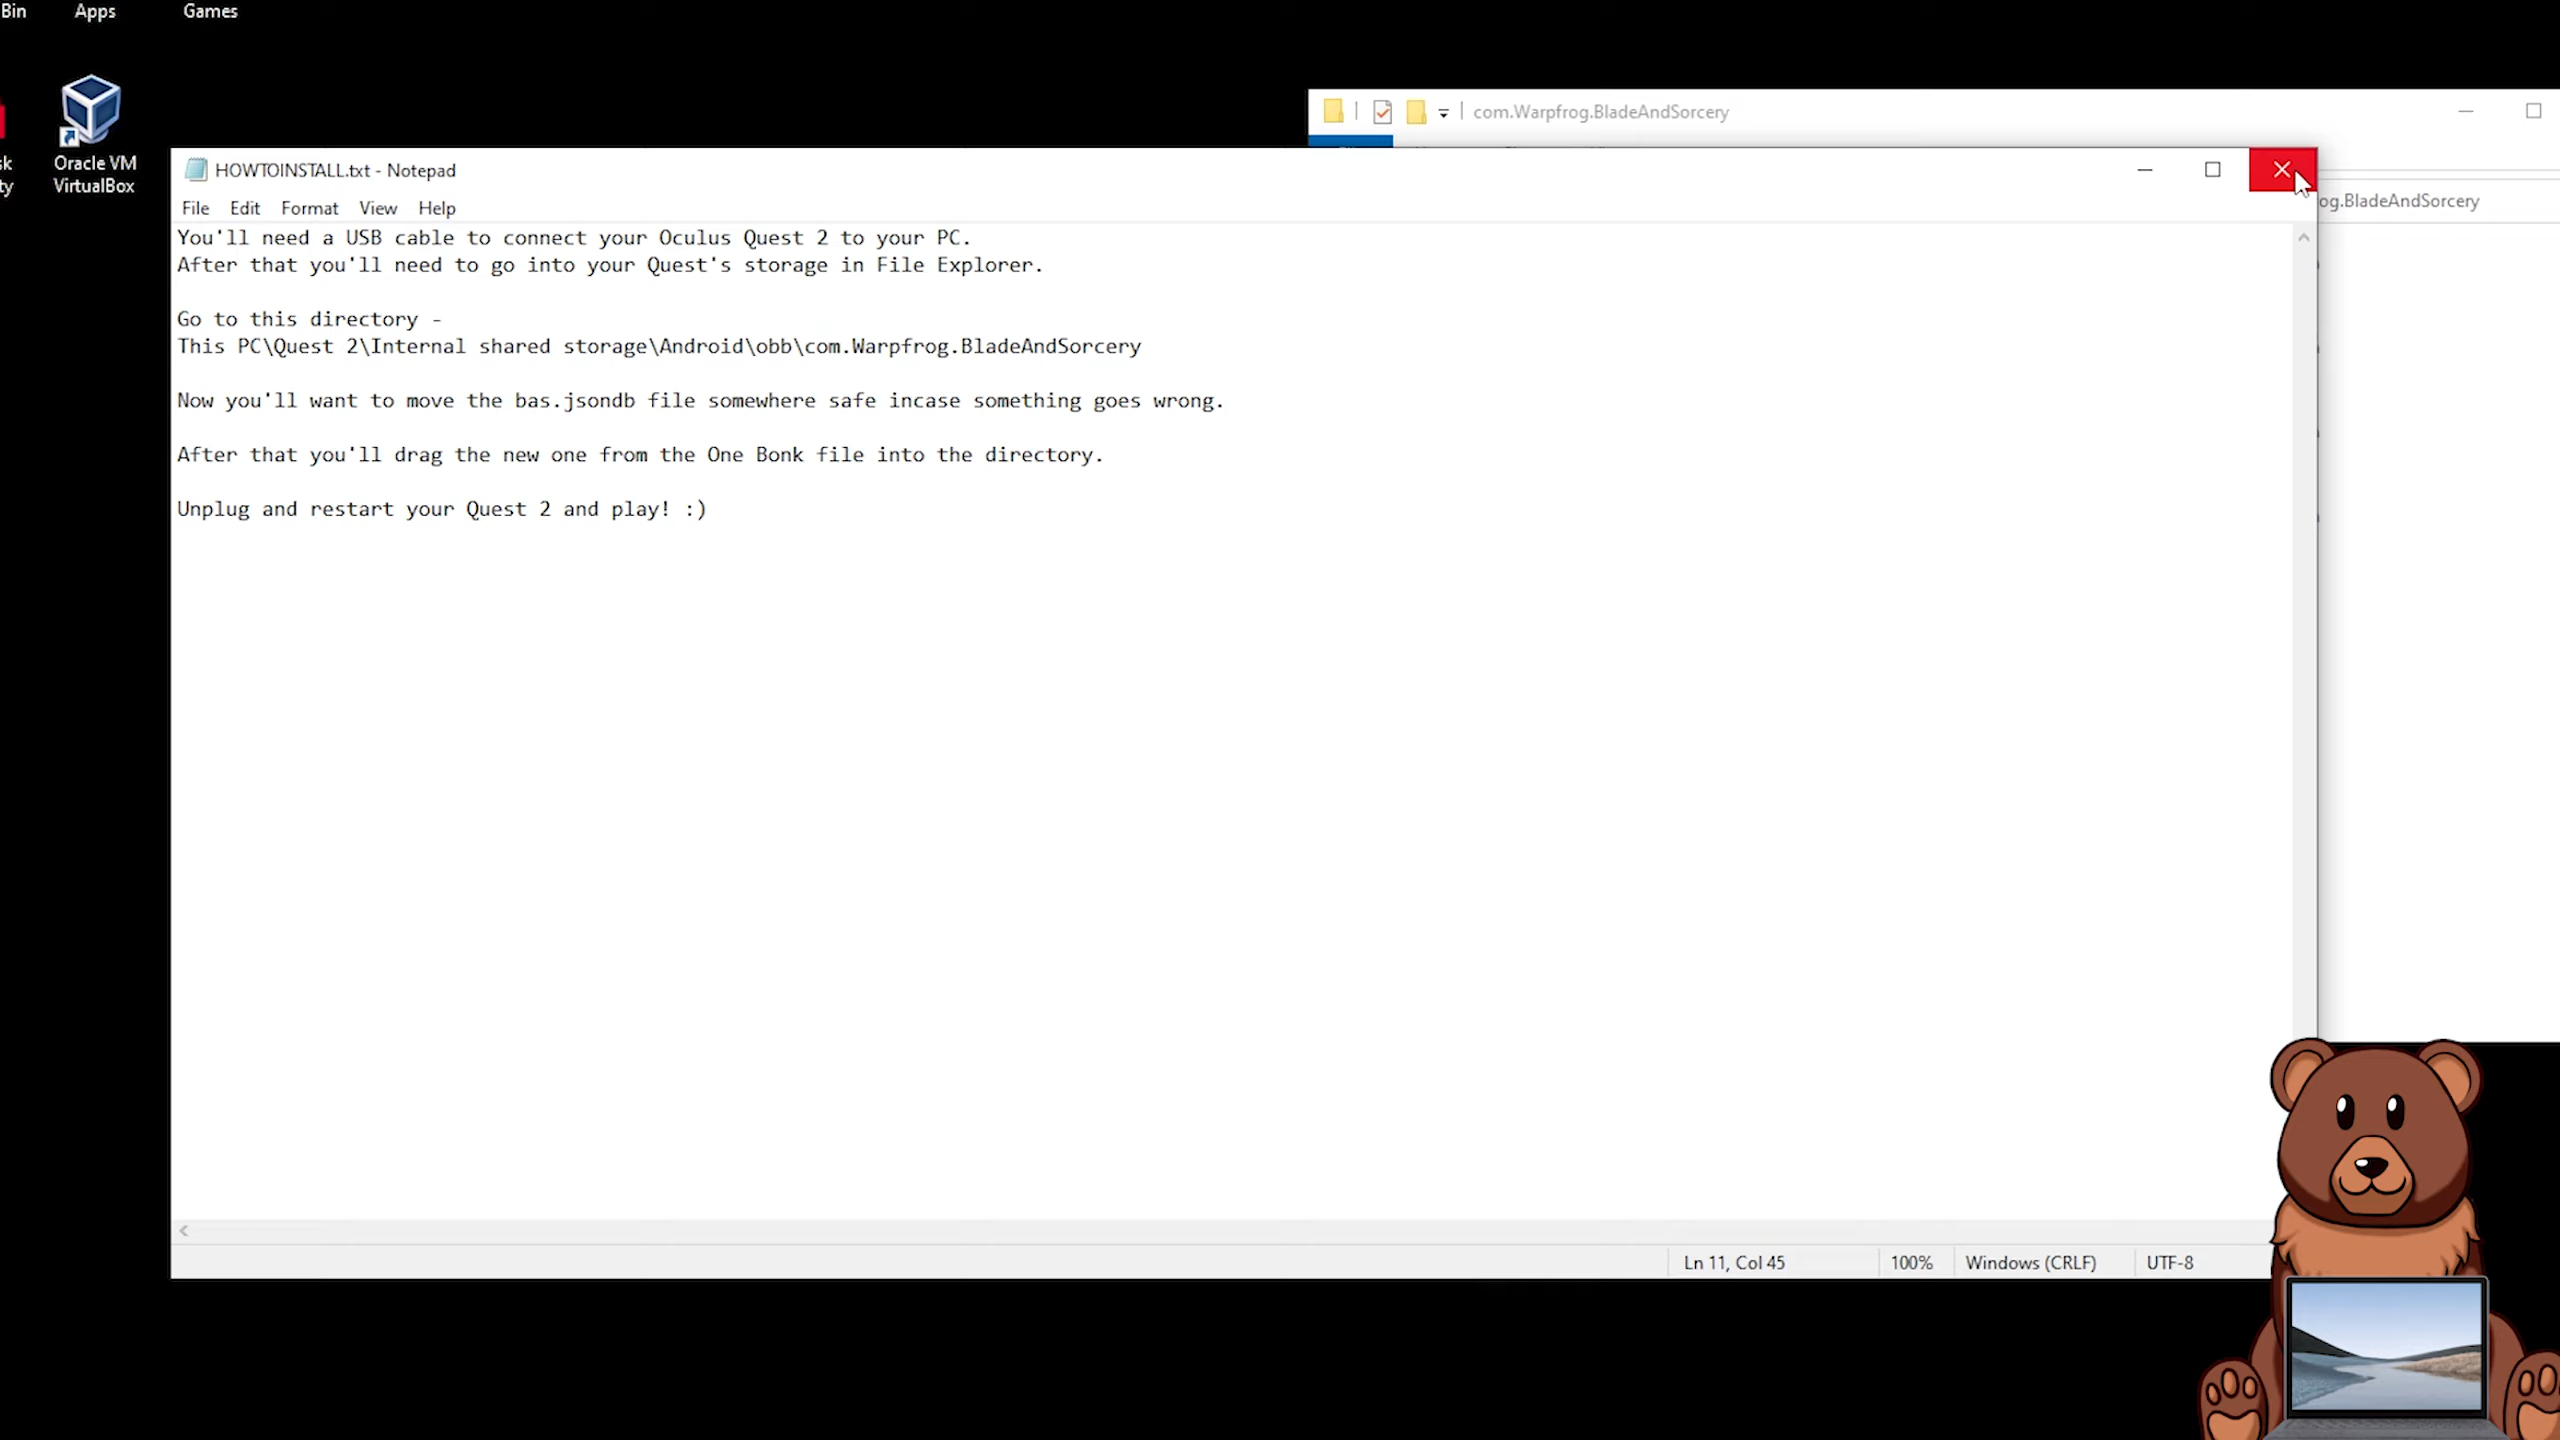 Bin
Apps
Games
Oracle VM
VirtualBox
sk
ty
com.Warpfrog.BladeAndSorcery
og.BladeAndSorcery
HOWTOINSTALL.txt - Notepad
File Edit Format View Help
You'll need a USB cable to connect your Oculus Quest 2 to your PC.
After that you'll need to go into your Quest's storage in File Explorer.
Go to this directory -
This PC\Quest 2\Internal shared storage\Android\obb\com.Warpfrog.BladeAndSorcery
Now you'll want to move the bas.jsondb file somewhere safe incase something goes wrong.
After that you'll drag the new one from the One Bonk file into the directory.
Unplug and restart your Quest 2 and play! :)
Ln 11, Col 45 100% Windows (CRLF) UTF-8